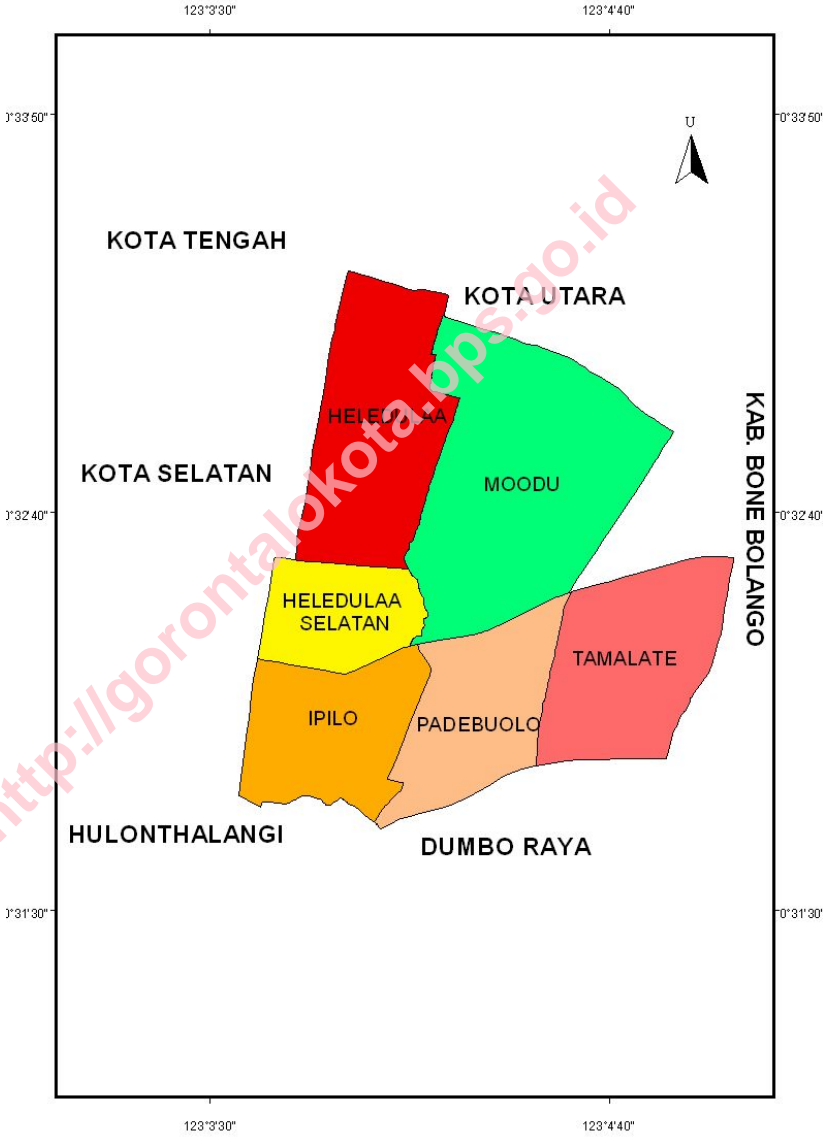 123°3'30"
123°4'40"
0°33'50"
0°33'50"
U
KOTA TENGAH
KOTA UTARA
HELEDULAA
KAB. BONE BOLANGO
KOTA SELATAN
MOODU
0°32'40"
0°32'40"
HELEDULAA
SELATAN
TAMALATE
IPILO
PADEBUOLO
HULONTHALANGI
DUMBO RAYA
0°31'30"
0°31'30"
123°3'30"
123°4'40"
http://gorontalokota.bps.go.id